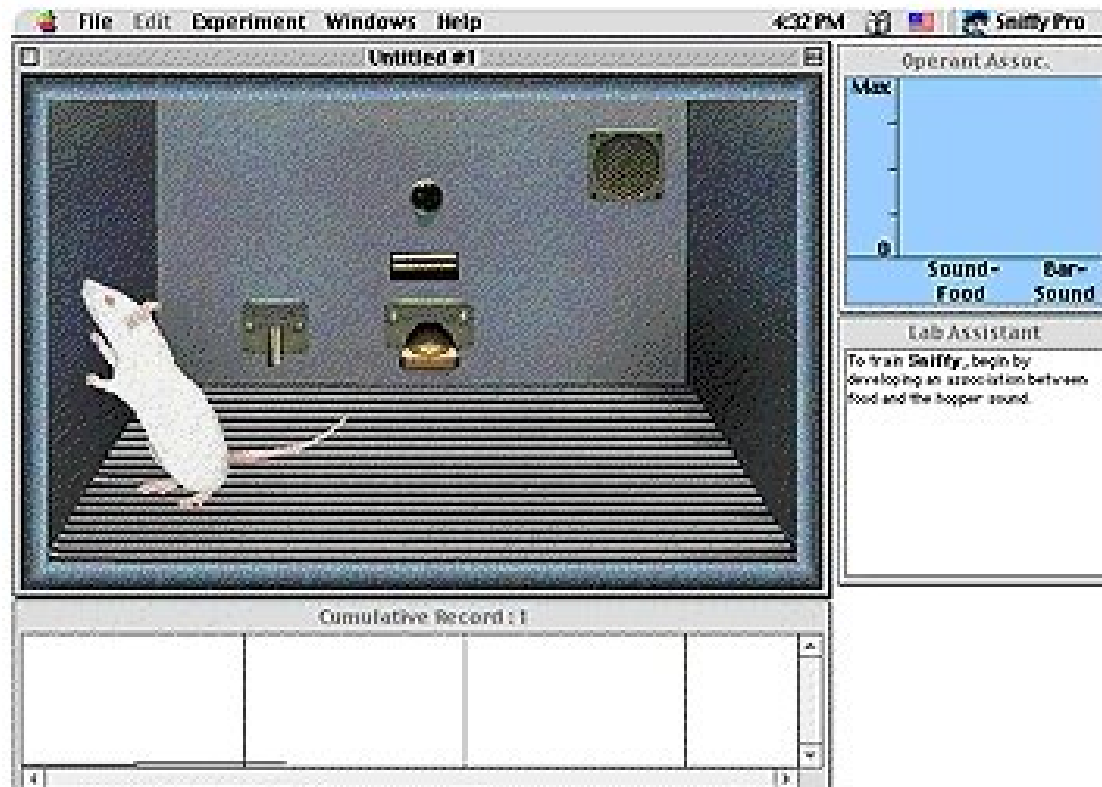 File Edit Experiment Windows Help 4:32 PM Sniffy Pro
Untitled #1
Operant Assoc.
Max
0
Sound-
Food
Bar-
Sound
Lab Assistant
To train Sniffy, begin by
developing an association between
food and the hopper sound.
Cumulative Record : 1